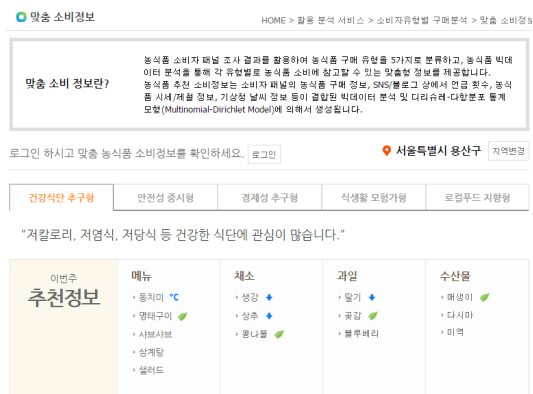 맞춤 소비정보
HOME > 활용 분석 서비스 > 소비자유형별 구매분석 > 맞춤 소비정보
맞춤 소비 정보란?
농식품 소비자 패널 조사 결과를 활용하여 농식품 구매 유형을 5가지로 분류하고, 농식품 빅데
이터 분석을 통해 각 유형별로 농식품 소비에 참고할 수 있는 맞춤형 정보를 제공합니다.
농식품 추천 소비정보는 소비자 패널의 농식품 구매 정보, SNS/블로그 상에서 언급 횟수, 농식
품 시세/제철 정보, 기상청 날씨 정보 등이 결합된 빅데이터 분석 및 디리슈레-다항분포 통계
모형(Multinomial-Dirichlet Model)에 의해서 생성됩니다.
로그인 하시고 맞춤 농식품 소비정보를 확인하세요. 로그인
서울특별시 용산구 지역변경
건강식단 추구형 안전성 중시형 경제성 추구형 식생활 모험가형 로컬푸드 지향형
"저칼로리, 저염식, 저당식 등 건강한 식단에 관심이 많습니다."
이번주
추천정보
메뉴
동치미 ℃
명태구이
샤브샤브
삼계탕
샐러드
채소
생강
상추
콩나물
과일
딸기
곶감
블루베리
수산물
매생이
다시마
미역